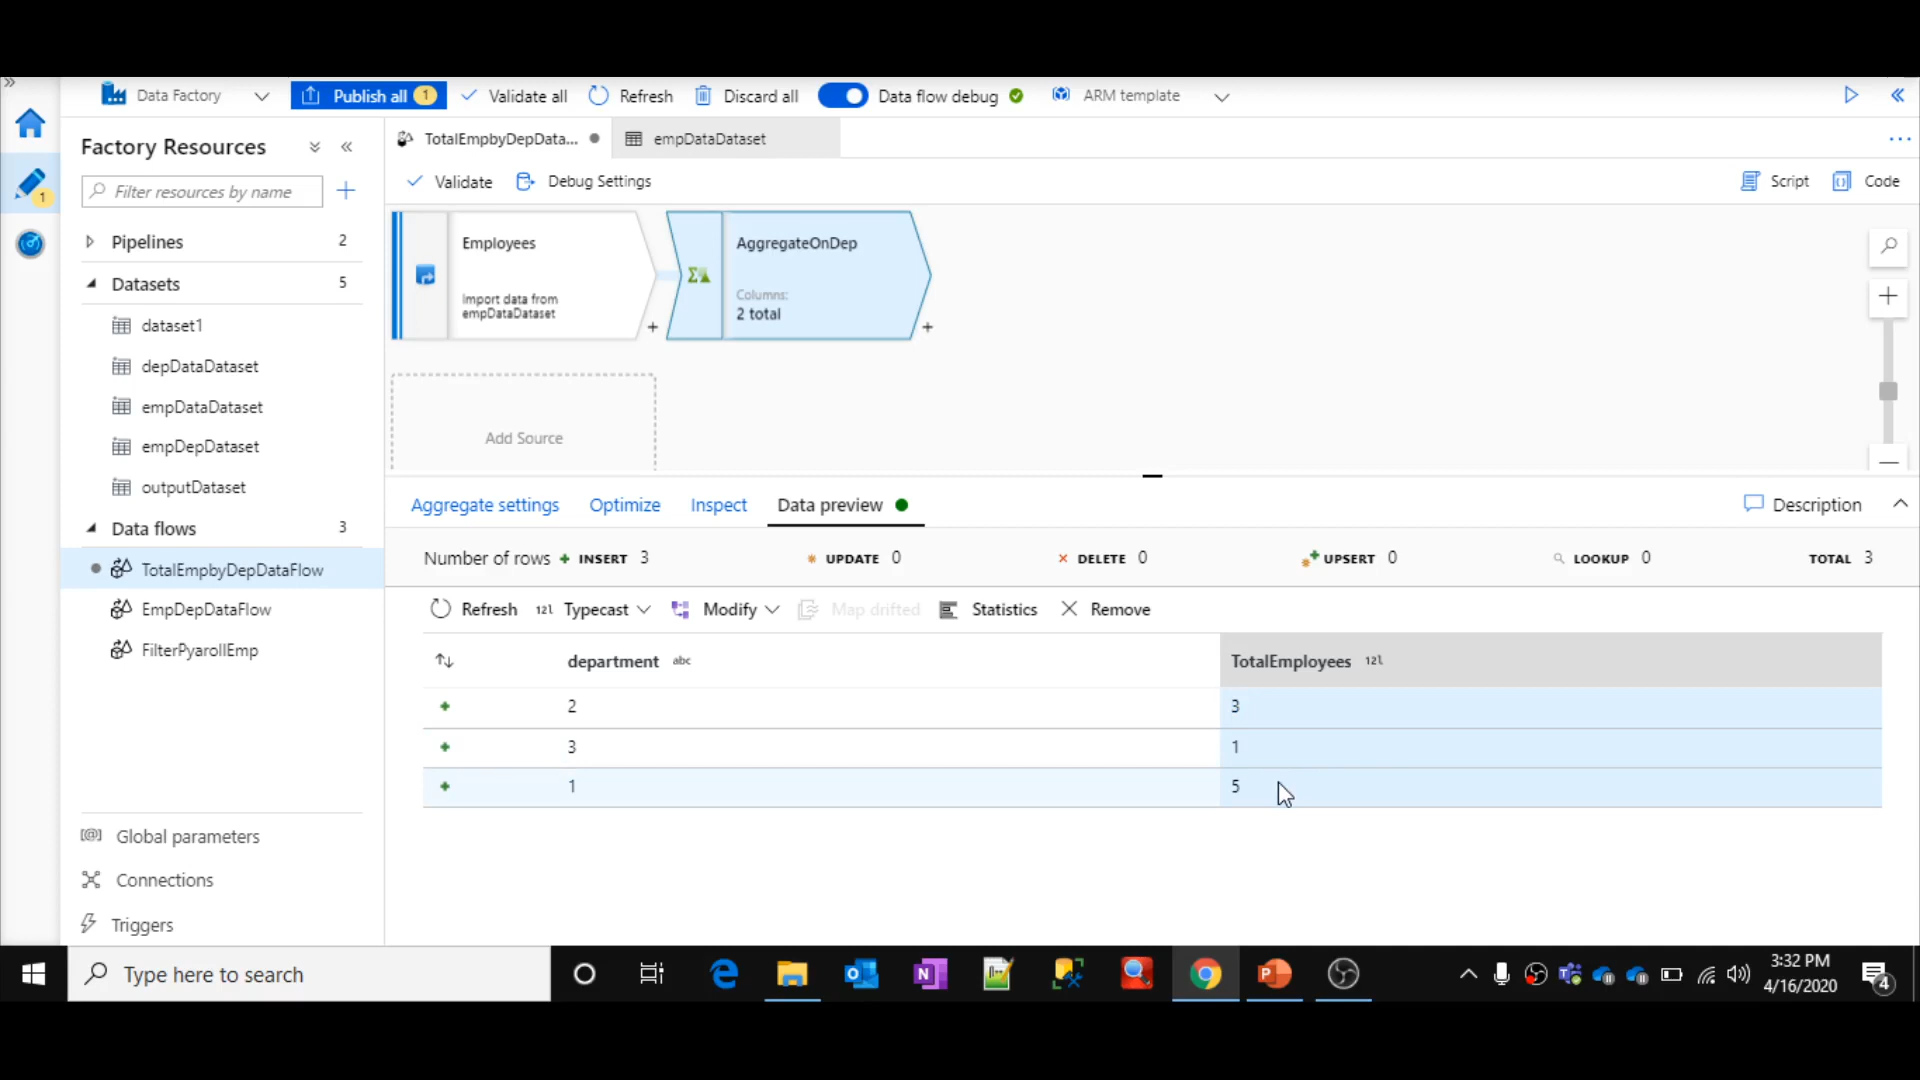 Data Factory
Publish all 1
Validate all
Refresh
Discard all
Data flow debug
ARM template
Factory Resources
Filter resources by name
1
Pipelines 2
Datasets 5
dataset1
depDataDataset
empDataDataset
empDepDataset
outputDataset
Data flows 3
TotalEmpbyDepDataFlow
EmpDepDataFlow
FilterPyarollEmp
Global parameters
Connections
Triggers
TotalEmpbyDepData...
empDataDataset
Validate
Debug Settings
Script
Code
Employees
Import data from
empDataDataset
AggregateOnDep
Columns:
2 total
Add Source
Aggregate settings
Optimize
Inspect
Data preview
Description
Number of rows + INSERT 3
UPDATE 0
DELETE 0
UPSERT 0
LOOKUP 0
TOTAL 3
Refresh
12l Typecast
Modify
Map drifted
Statistics
Remove
department abc
TotalEmployees 12l
2 3
3 1
1 5
Type here to search
3:32 PM
4/16/2020
4